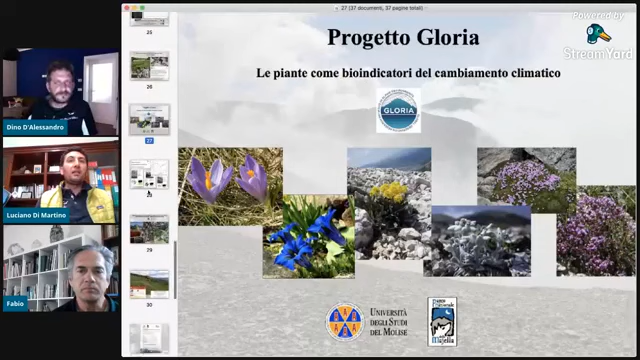 27 (37 documenti, 37 pagine totali)
Powered by
StreamYard
Progetto Gloria
Le piante come bioindicatori del cambiamento climatico
GLORIA
Dino D'Alessandro
Luciano Di Martino
Fabio
25
26
27
29
30
UNIVERSITÀ
DEGLI STUDI
DEL MOLISE